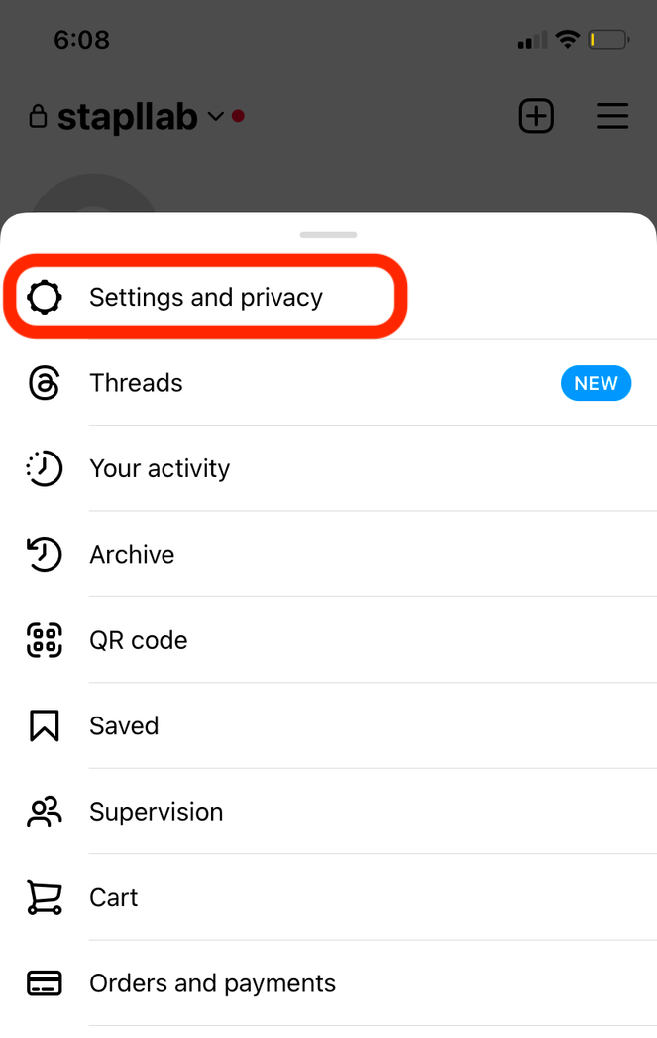 6:08
stapllab
Settings and privacy
Threads
NEW
Your activity
Archive
QR code
Saved
Supervision
Cart
Orders and payments